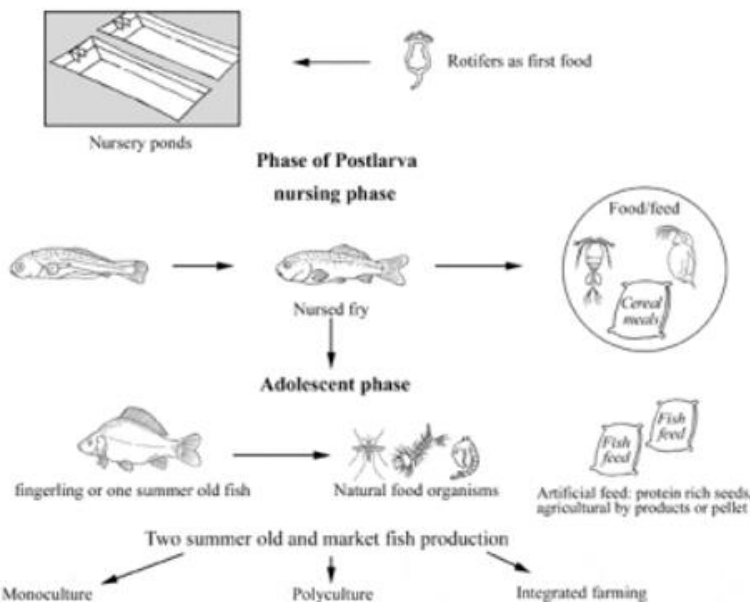 Rotifers as first food
Nursery ponds
Phase of Postlarva
nursing phase
Food/feed
Cereal
meals
Nursed fry
Adolescent phase
Fish
feed
Fish
feed
fingerling or one summer old fish
Natural food organisms
Artificial feed: protein rich seeds,
agricultural by products or pellet
Two summer old and market fish production
Monoculture
Polyculture
Integrated farming